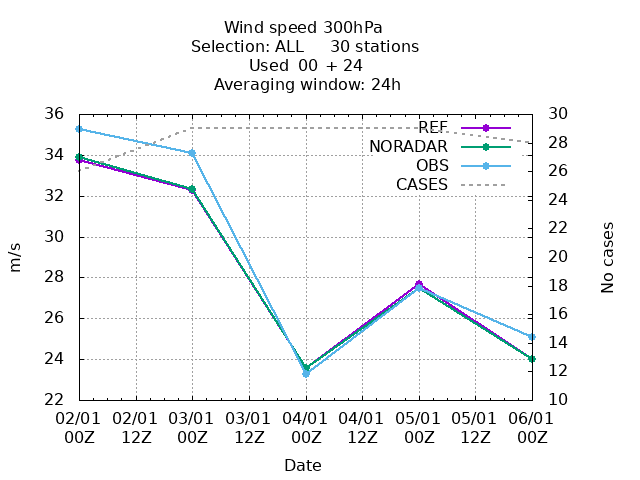 Wind speed 300hPa
Selection: ALL 30 stations
Used 00 + 24
Averaging window: 24h
36
34
32
30
28
26
24
22
m/s
30
28
26
24
22
20
18
16
14
12
10
No cases
REF
NORADAR
OBS
CASES
02/01 02/01 03/01 03/01 04/01 04/01 05/01 05/01 06/01
00Z 12Z 00Z 12Z 00Z 12Z 00Z 12Z 00Z
Date